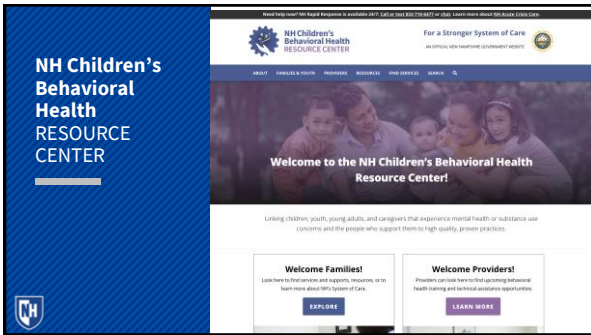 NH Children's
Behavioral
Health
RESOURCE
CENTER
NH
Need help now? NH Rapid Response is available 24/7. Call or text 833-710-6477 or chat. Learn more about NH Acute Crisis Care.
NH Children's
Behavioral Health
RESOURCE CENTER
For a Stronger System of Care
AN OFFICIAL NEW HAMPSHIRE GOVERNMENT WEBSITE
ABOUT FAMILIES & YOUTH PROVIDERS RESOURCES FIND SERVICES SEARCH
Welcome to the NH Children's Behavioral Health
Resource Center!
Linking children, youth, young adults, and caregivers that experience mental health or substance use
concerns and the people who support them to high quality, proven practices.
Welcome Families!
Look here to find services and supports, resources, or to
learn more about NH's System of Care.
EXPLORE
Welcome Providers!
Providers can look here to find upcoming behavioral
health training and technical assistance opportunities.
LEARN MORE